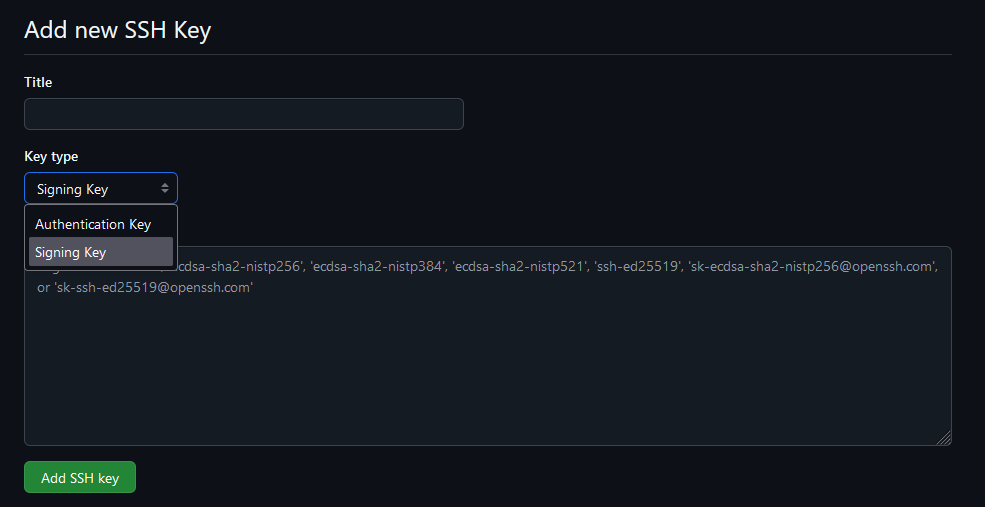 Add new SSH Key
Title
Key type
Signing Key
Authentication Key
Signing Key
'ecdsa-sha2-nistp256', 'ecdsa-sha2-nistp384', 'ecdsa-sha2-nistp521', 'ssh-ed25519', 'sk-ecdsa-sha2-nistp256@openssh.com',
or 'sk-ssh-ed25519@openssh.com'
Add SSH key